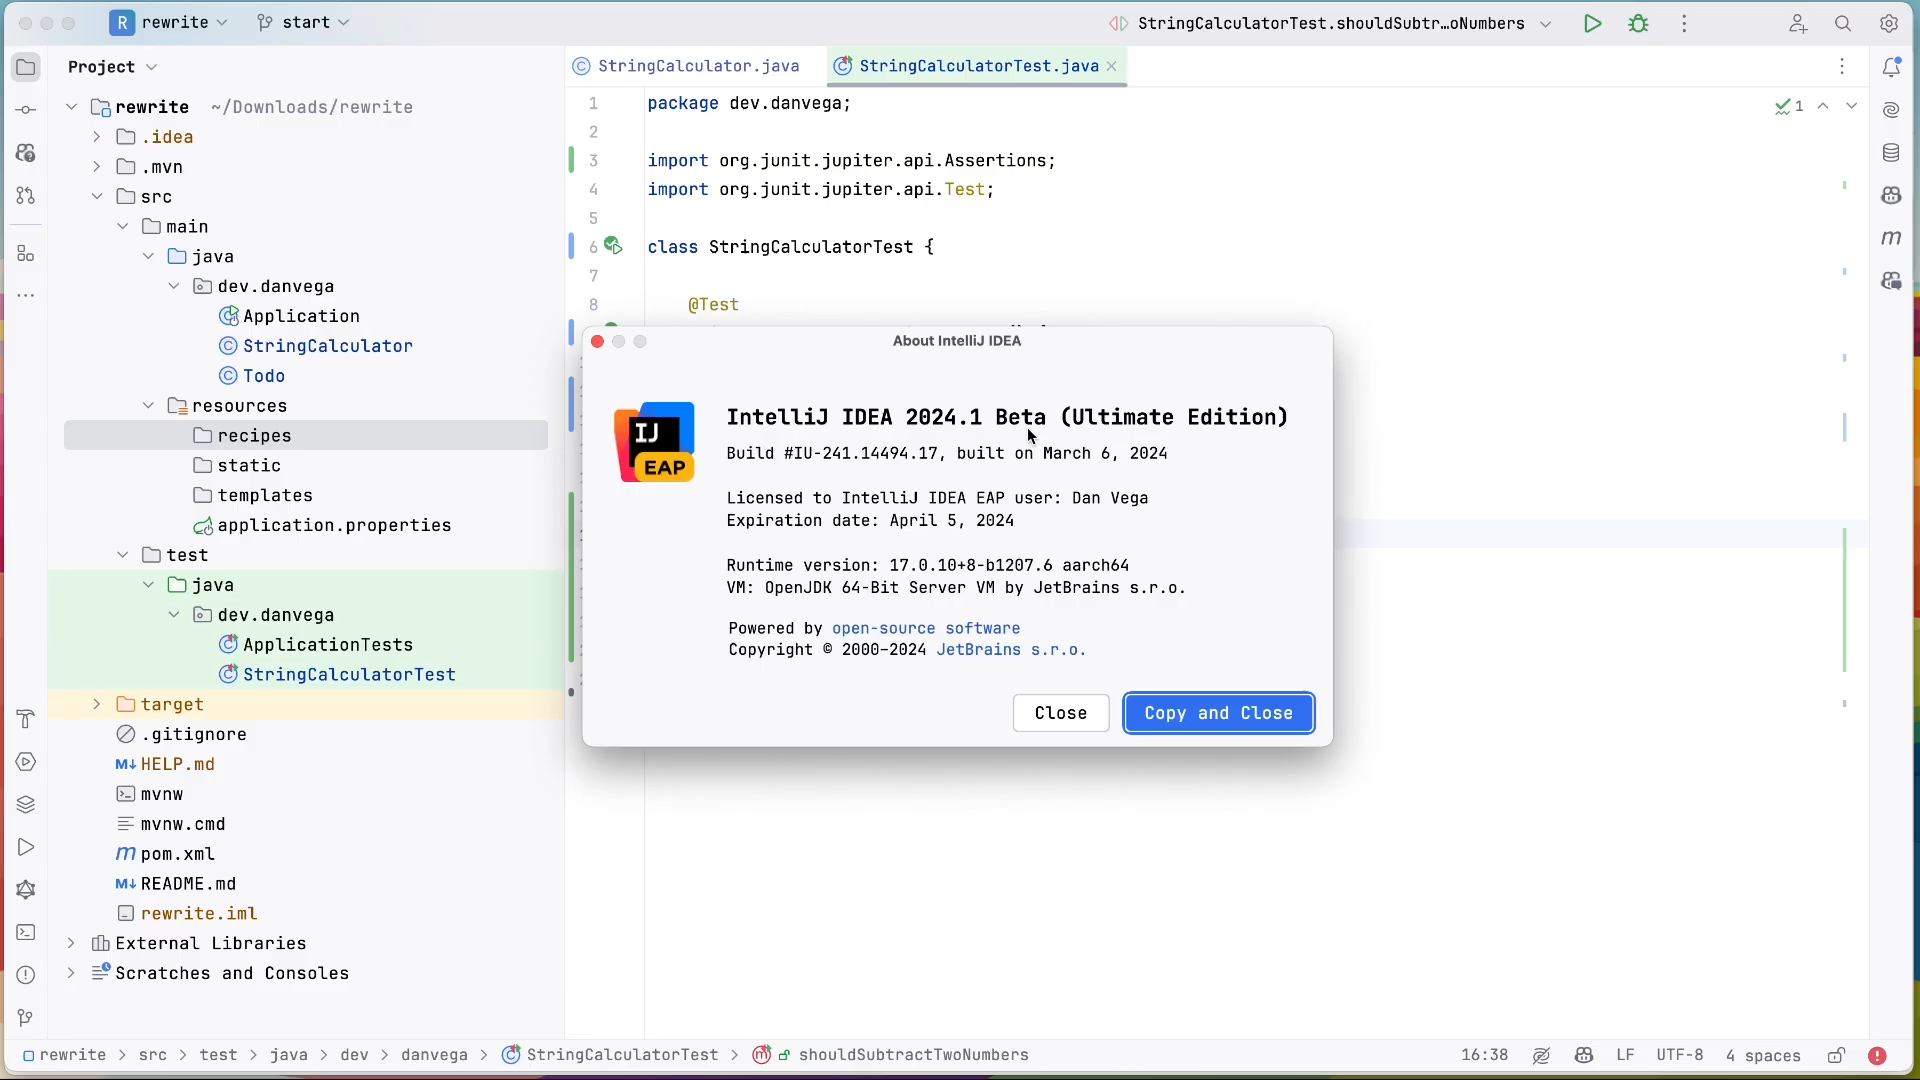 R rewrite
start
StringCalculatorTest.shouldSubtr…oNumbers
Project
StringCalculator.java
StringCalculatorTest.java
rewrite ~/Downloads/rewrite
.idea
.mvn
src
main
java
dev.danvega
Application
StringCalculator
Todo
resources
recipes
static
templates
application.properties
test
java
dev.danvega
ApplicationTests
StringCalculatorTest
target
.gitignore
M↓ HELP.md
mvnw
mvnw.cmd
m pom.xml
M↓ README.md
rewrite.iml
External Libraries
Scratches and Consoles
1 package dev.danvega;
1
2
3 import org.junit.jupiter.api.Assertions;
4 import org.junit.jupiter.api.Test;
5
6 class StringCalculatorTest {
7
8 @Test
About IntelliJ IDEA
IJ
EAP
IntelliJ IDEA 2024.1 Beta (Ultimate Edition)
Build #IU-241.14494.17, built on March 6, 2024
Licensed to IntelliJ IDEA EAP user: Dan Vega
Expiration date: April 5, 2024
Runtime version: 17.0.10+8-b1207.6 aarch64
VM: OpenJDK 64-Bit Server VM by JetBrains s.r.o.
Powered by open-source software
Copyright © 2000–2024 JetBrains s.r.o.
Close
Copy and Close
m
rewrite > src > test > java > dev > danvega > StringCalculatorTest > shouldSubtractTwoNumbers
16:38
LF
UTF-8
4 spaces